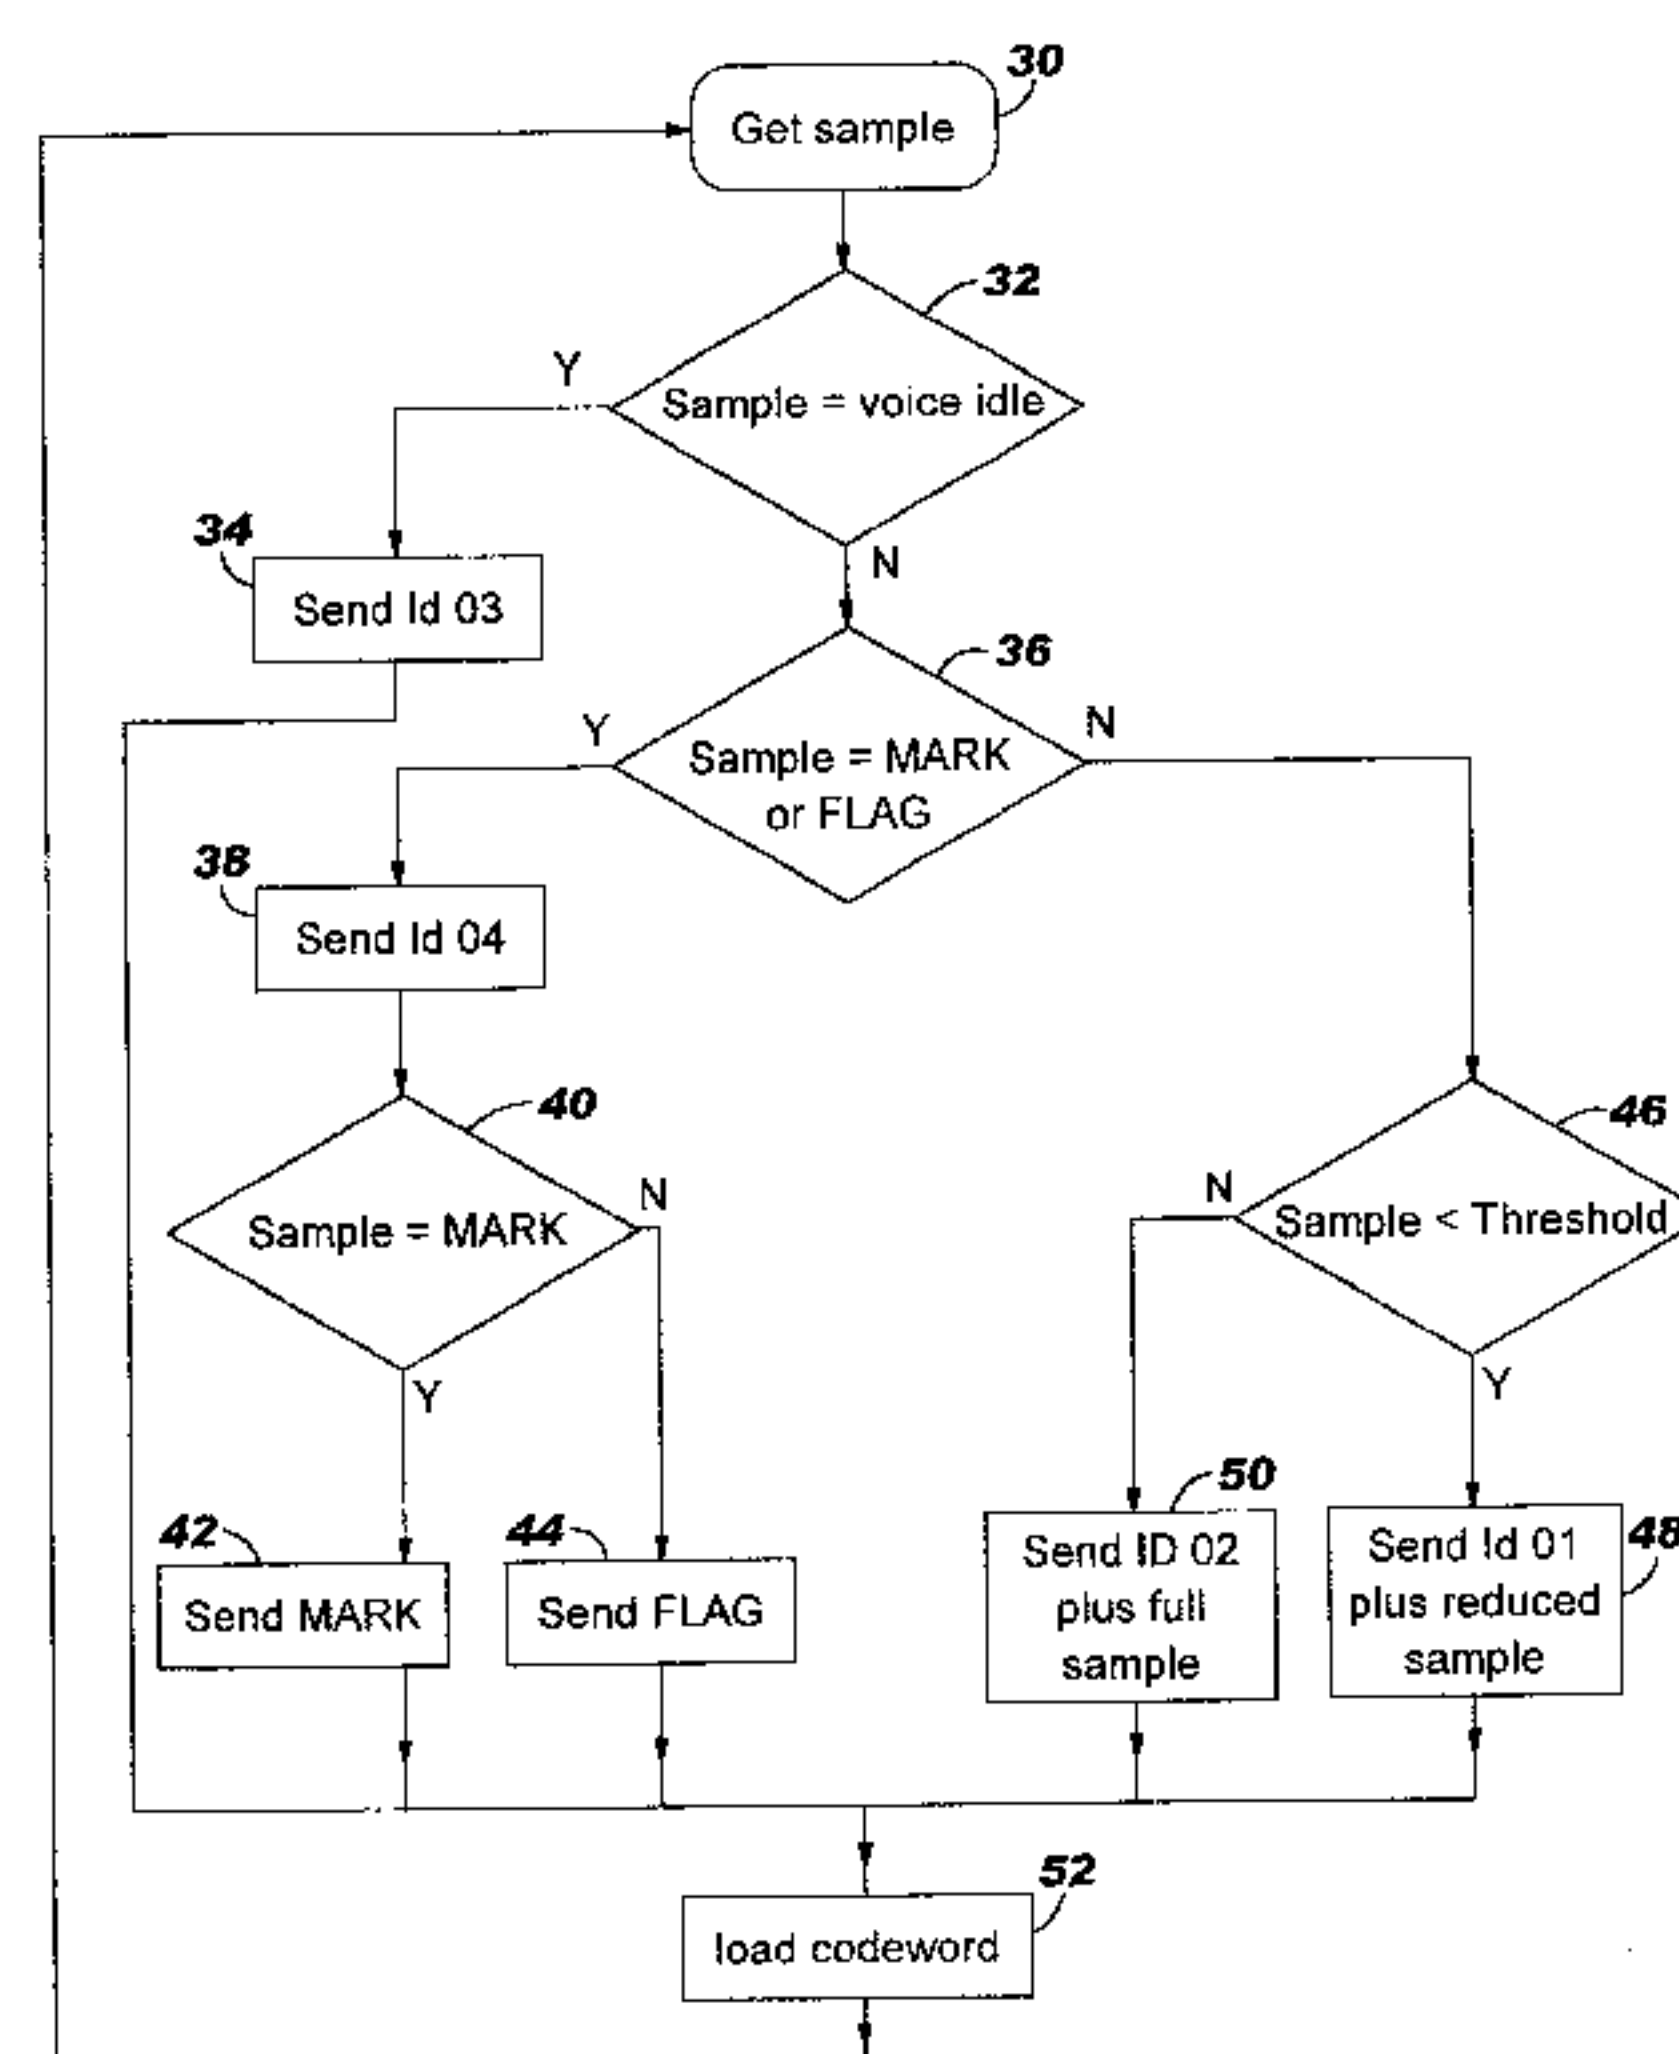 30
Get sample
32
Y
Sample = voice idle
34
N
Send Id 03
36
Y
N
Sample = MARK
or FLAG
38
Send Id 04
40
46
N
N
Sample = MARK
Sample < Threshold
Y
Y
50
42
44
48
Send ID 02
plus full
sample
Send Id 01
plus reduced
sample
Send MARK
Send FLAG
52
load codeword